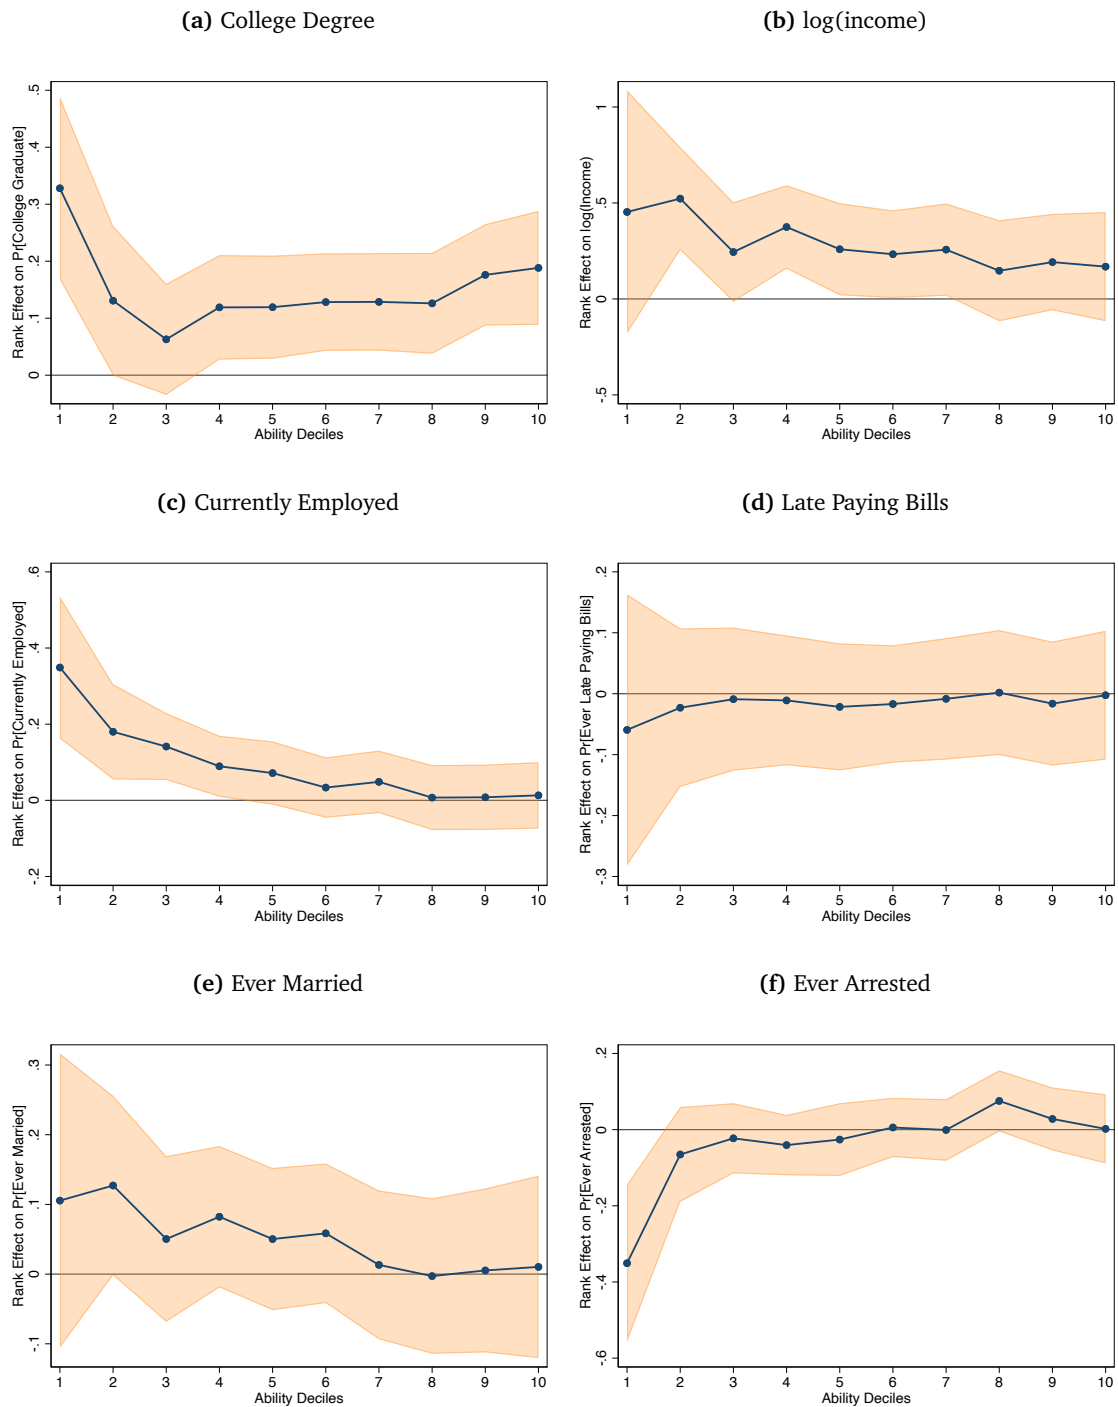 (a) College Degree
Rank Effect on Pr[College Graduate]
.5
.4
.3
.2
.1
0
1 2 3 4 5 6 7 8 9 10
Ability Deciles
(b) log(income)
Rank Effect on log(Income)
1
.5
0
-.5
1 2 3 4 5 6 7 8 9 10
Ability Deciles
(c) Currently Employed
Rank Effect on Pr[Currently Employed]
.6
.4
.2
0
-.2
1 2 3 4 5 6 7 8 9 10
Ability Deciles
(d) Late Paying Bills
Rank Effect on Pr[Ever Late Paying Bills]
.2
.1
0
-.1
-.2
-.3
1 2 3 4 5 6 7 8 9 10
Ability Deciles
(e) Ever Married
Rank Effect on Pr[Ever Married]
.3
.2
.1
0
-.1
1 2 3 4 5 6 7 8 9 10
Ability Deciles
(f) Ever Arrested
Rank Effect on Pr[Ever Arrested]
.2
0
-.2
-.4
-.6
1 2 3 4 5 6 7 8 9 10
Ability Deciles